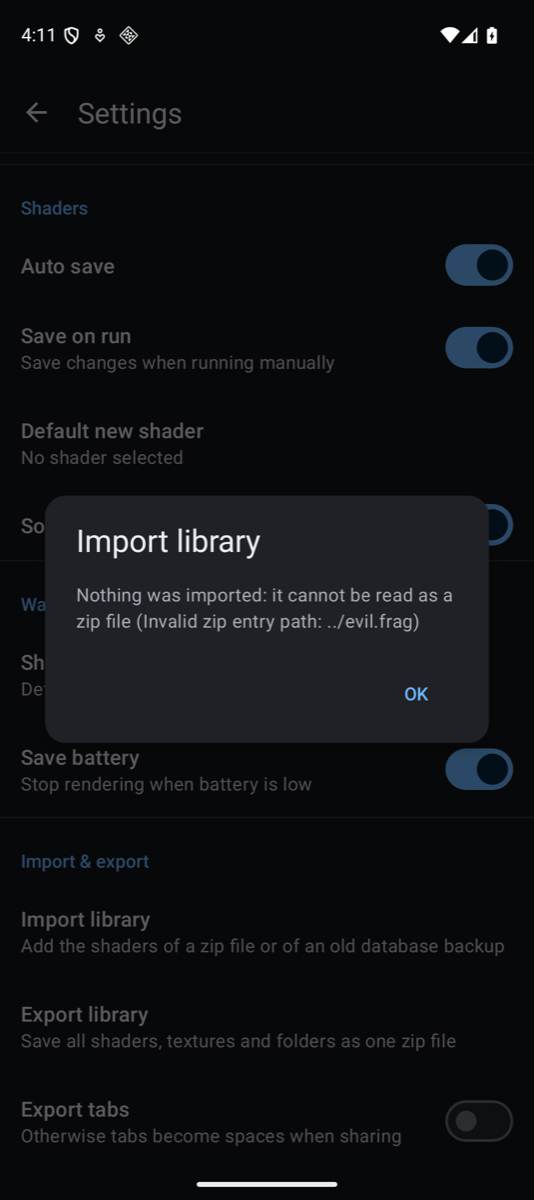 4:11
Settings
Shaders
Auto save
Save on run
Save changes when running manually
Default new shader
No shader selected
So
Import library
Nothing was imported: it cannot be read as a
zip file (Invalid zip entry path: ../evil.frag)
OK
Wa
Sh
De
Save battery
Stop rendering when battery is low
Import & export
Import library
Add the shaders of a zip file or of an old database backup
Export library
Save all shaders, textures and folders as one zip file
Export tabs
Otherwise tabs become spaces when sharing